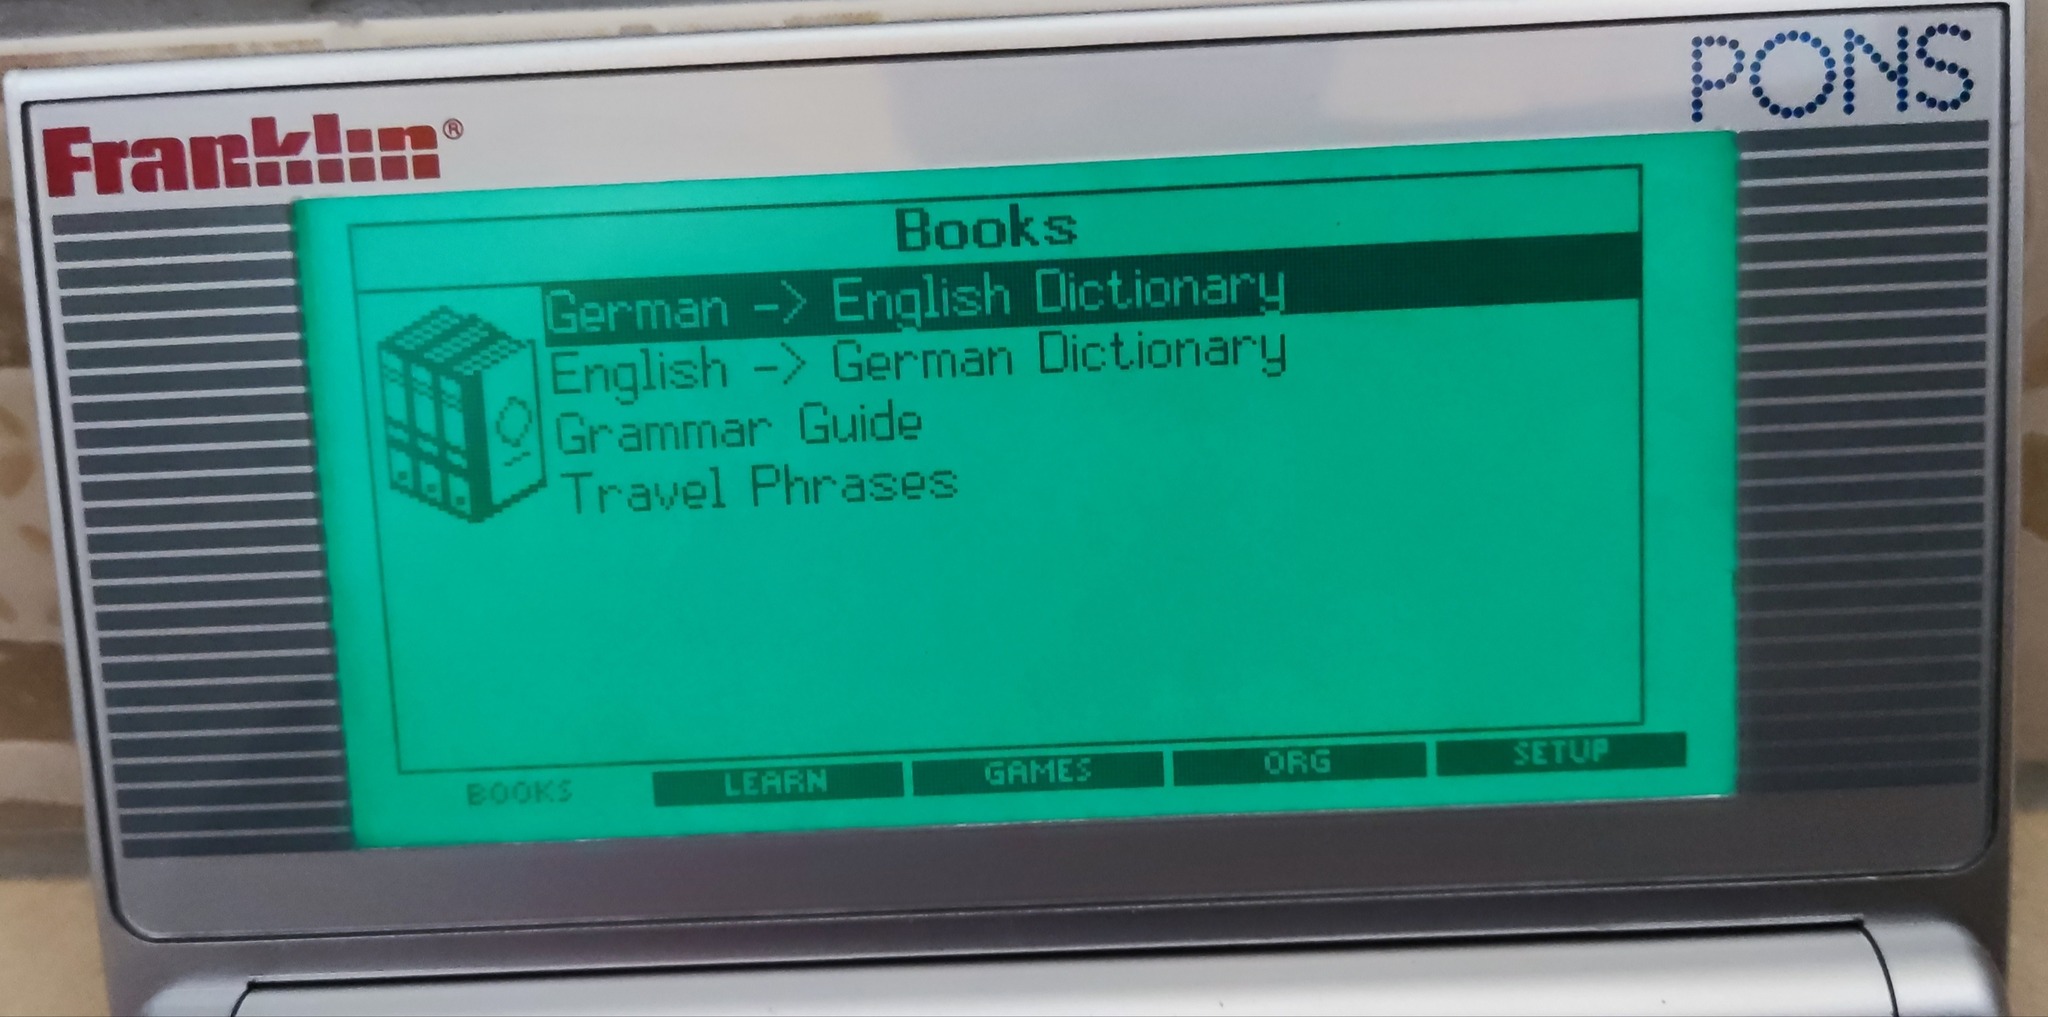 Franklin®
PONS
Books
German -> English Dictionary
English -> German Dictionary
Grammar Guide
Travel Phrases
BOOKS LEARN GAMES ORG SETUP